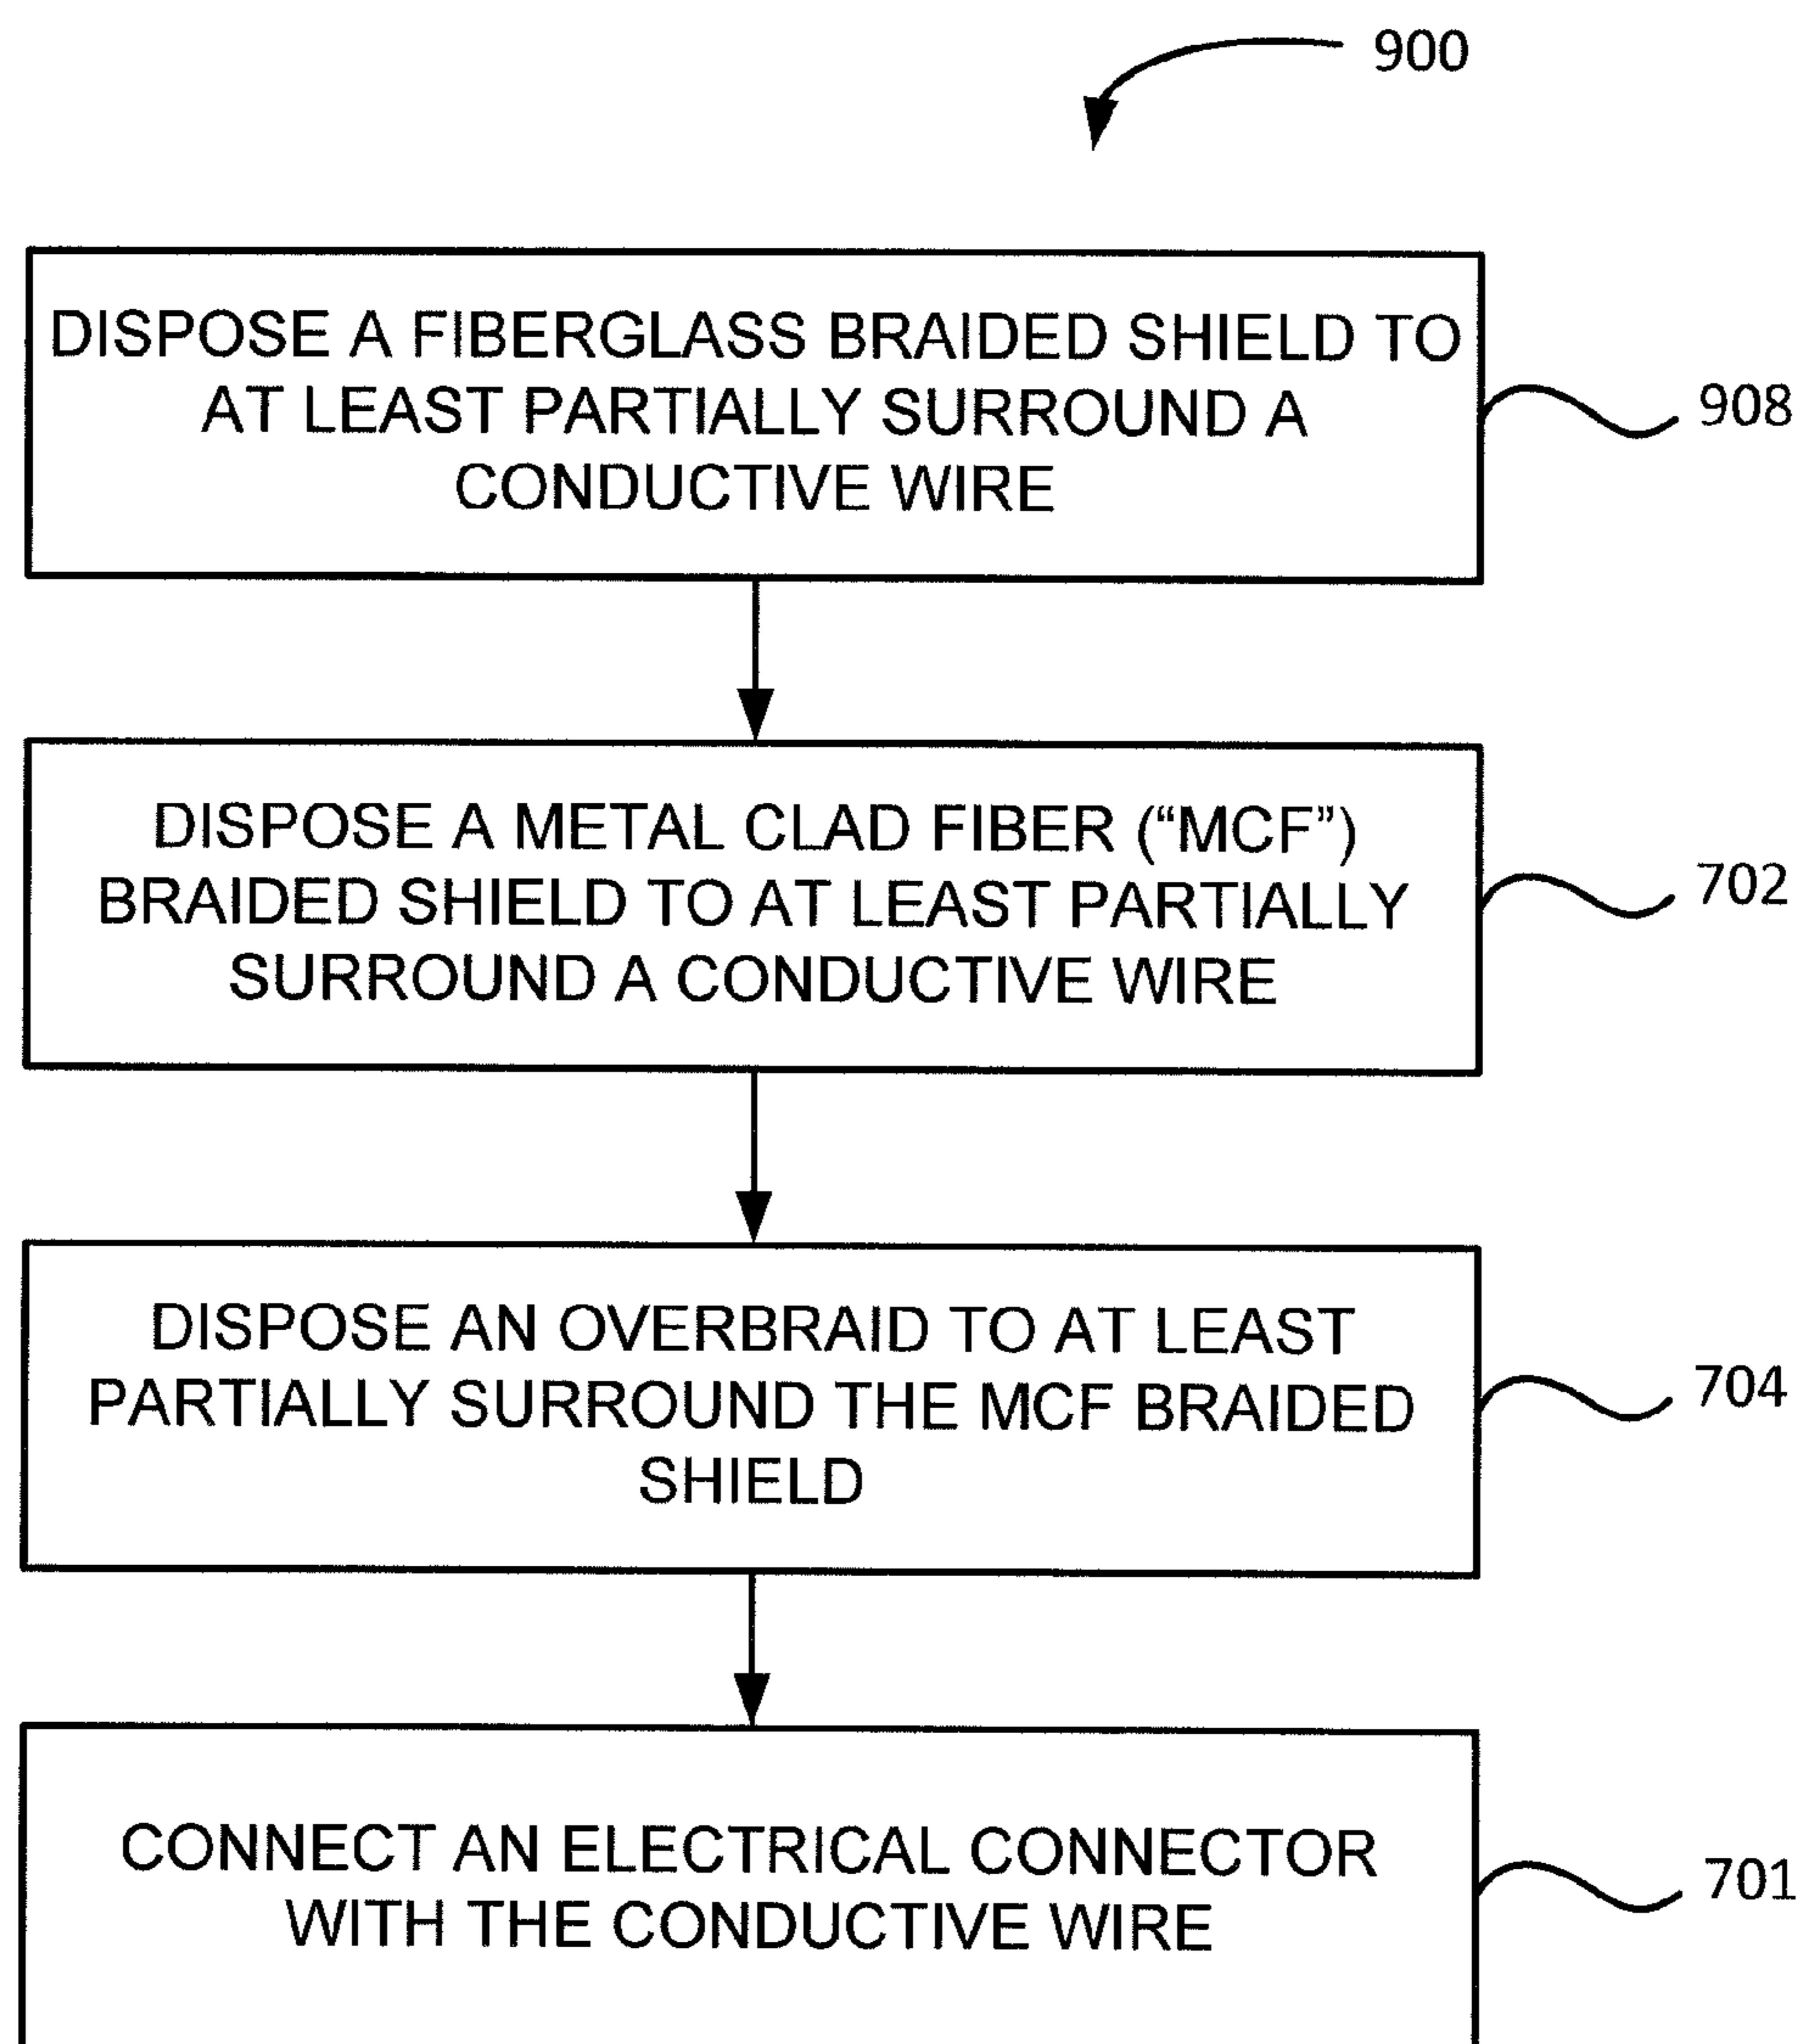 900
DISPOSE A FIBERGLASS BRAIDED SHIELD TO
AT LEAST PARTIALLY SURROUND A
CONDUCTIVE WIRE
908
DISPOSE A METAL CLAD FIBER (“MCF”)
BRAIDED SHIELD TO AT LEAST PARTIALLY
SURROUND A CONDUCTIVE WIRE
702
DISPOSE AN OVERBRAID TO AT LEAST
PARTIALLY SURROUND THE MCF BRAIDED
SHIELD
704
CONNECT AN ELECTRICAL CONNECTOR
WITH THE CONDUCTIVE WIRE
701